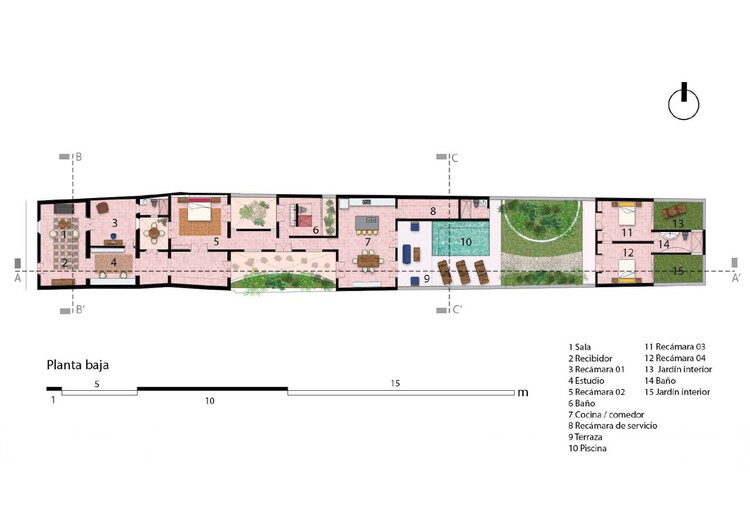 B
C
1
3
5
6
7
8
9
10
11
12
13
14
15
2
4
A
A'
B'
C'
Planta baja
5
15
m
1
10
1 Sala
2 Recibidor
3 Recámara 01
4 Estudio
5 Recámara 02
6 Baño
7 Cocina / comedor
8 Recámara de servicio
9 Terraza
10 Piscina
11 Recámara 03
12 Recámara 04
13 Jardín interior
14 Baño
15 Jardín interior